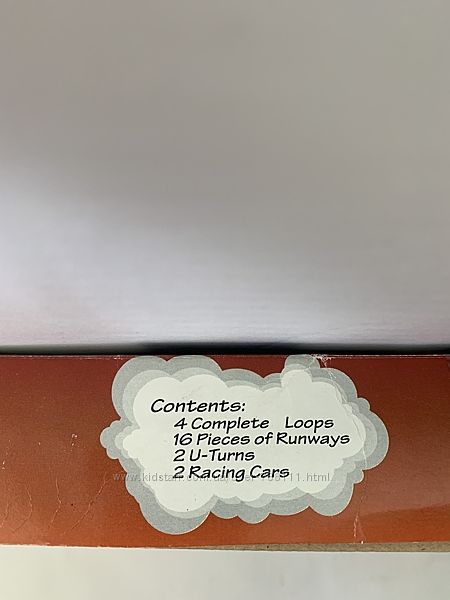 Contents:
4 Complete Loops
16 Pieces of Runways
2 U-Turns
2 Racing Cars